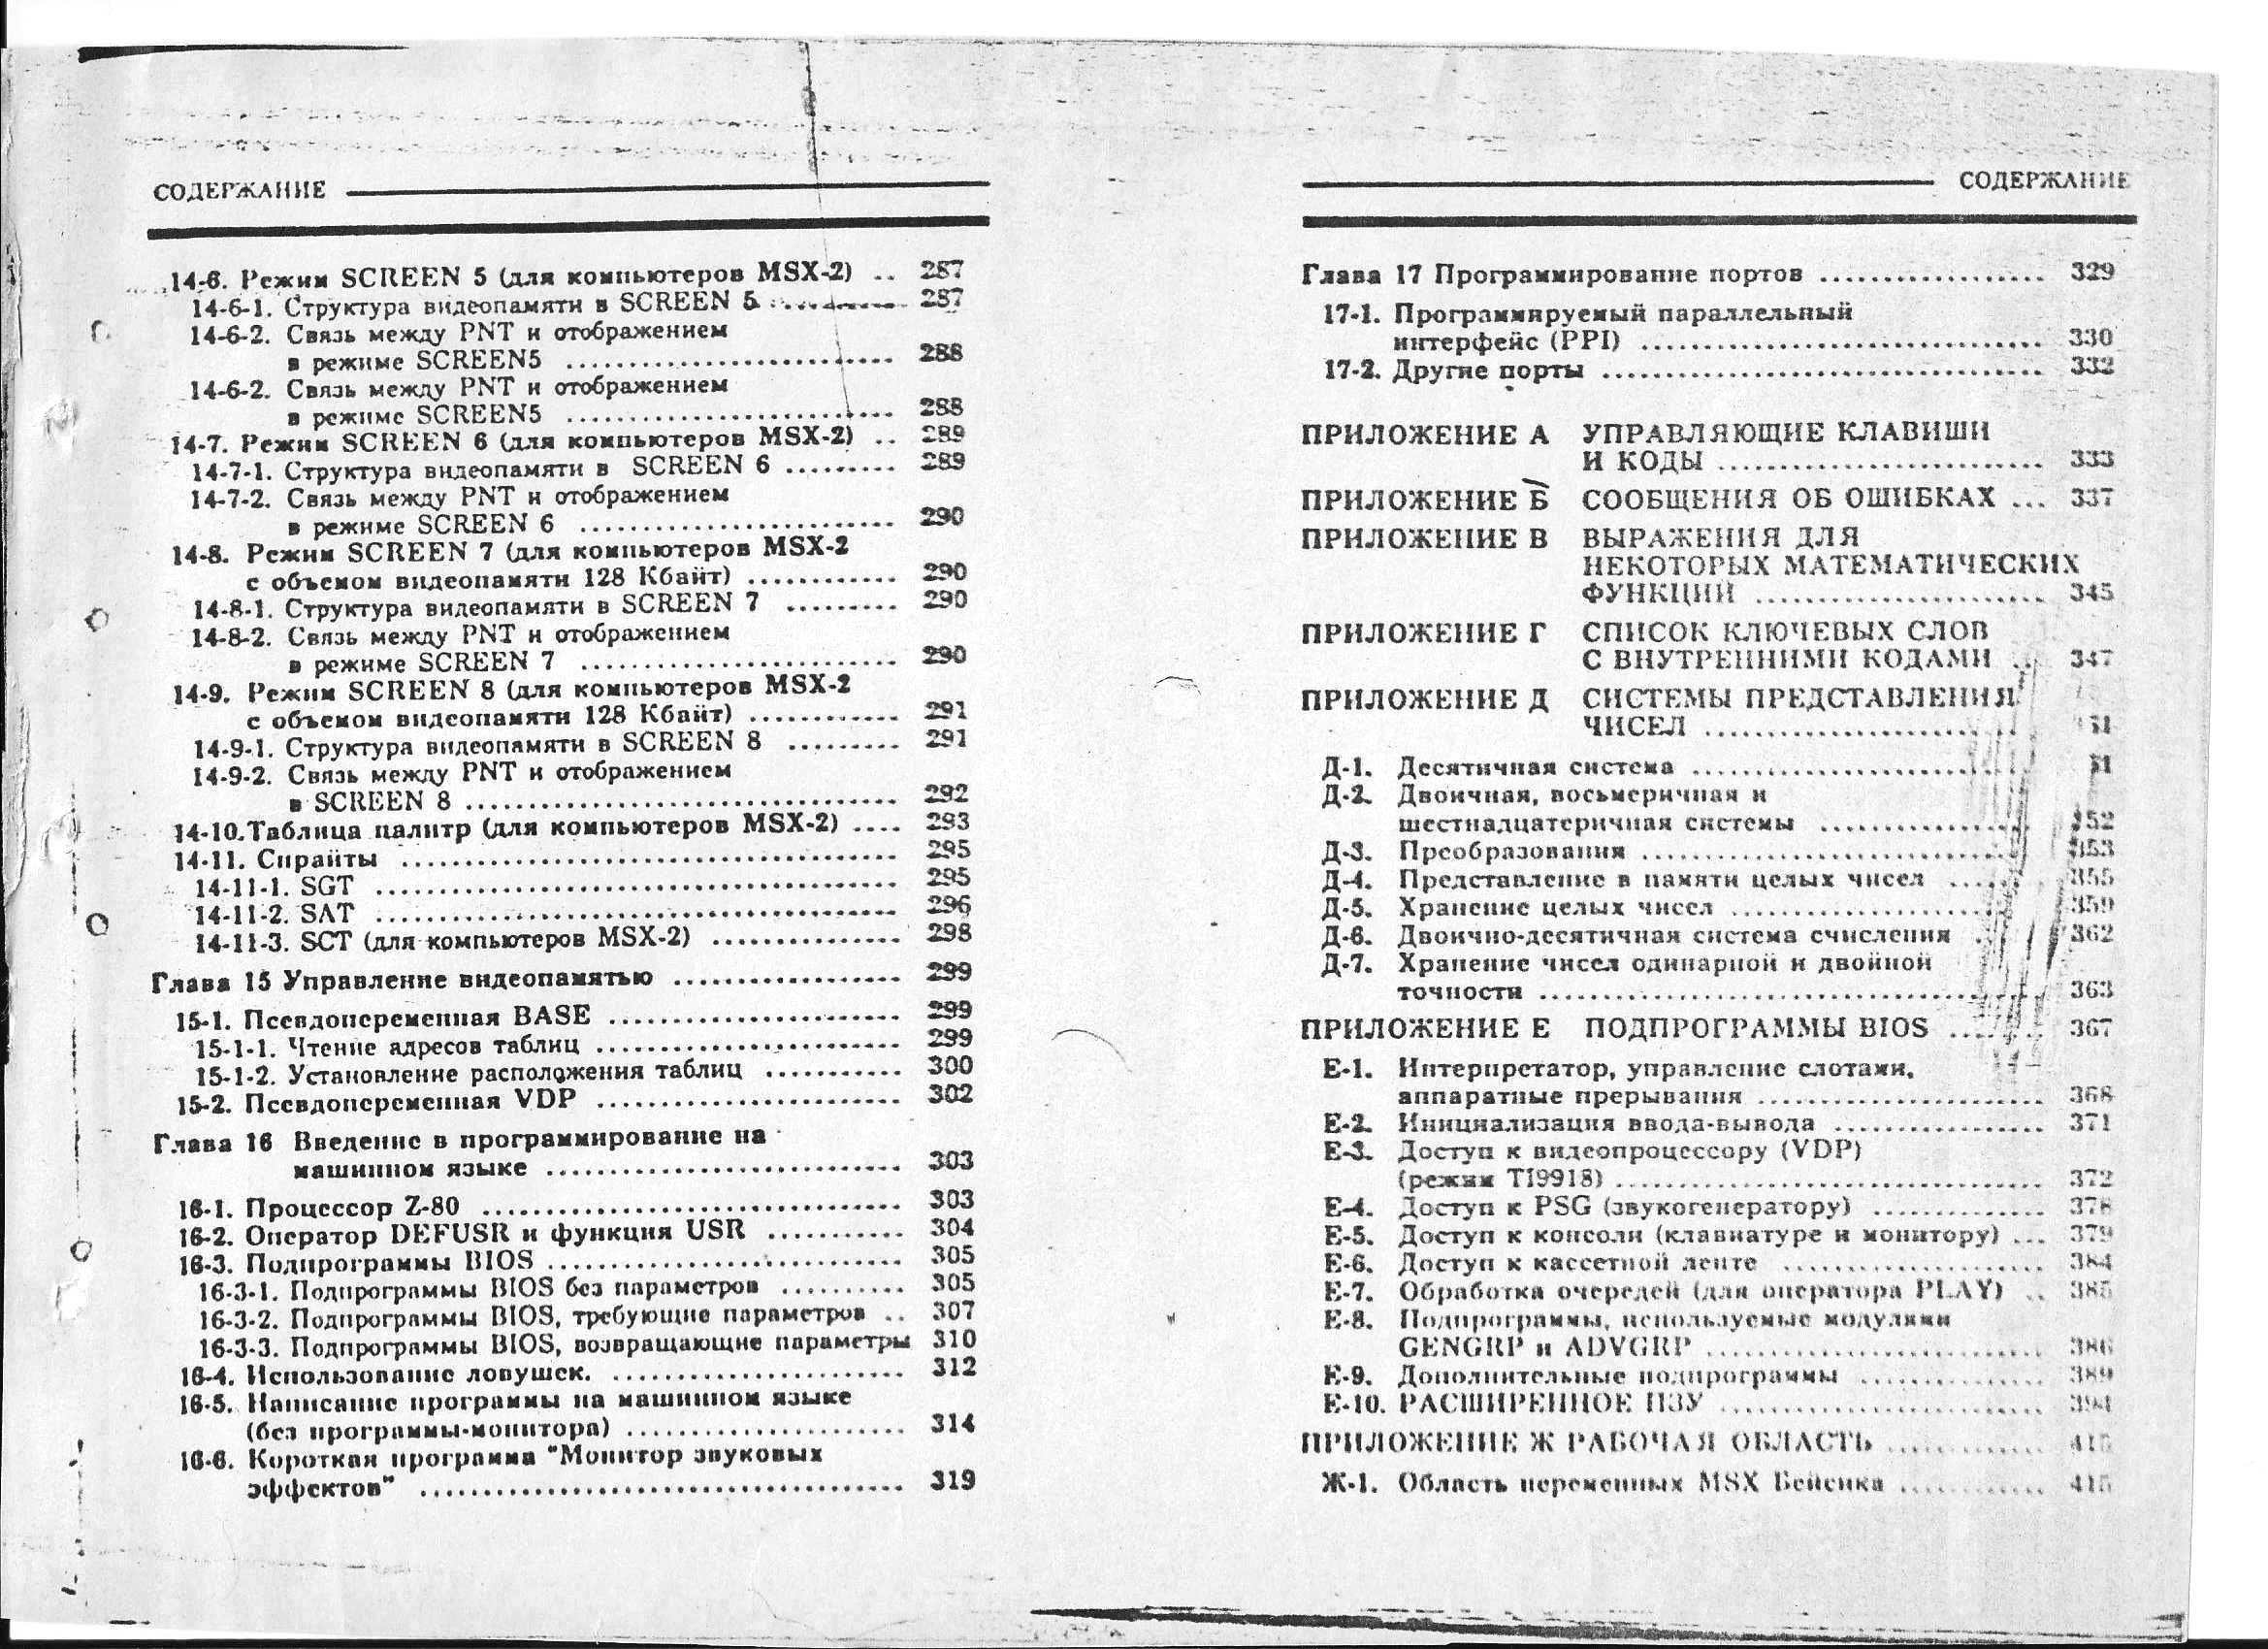 СОДЕРЖАНИЕ
14-6. Режим SCREEN 5 (для компьютеров MSX-2) .. 287
14-6-1. Структура видеопамяти в SCREEN 5 ............ 287
14-6-2. Связь между PNT и отображением
в режиме SCREEN5 ............................ 288
14-6-2. Связь между PNT и отображением
в режиме SCREEN5 ............................ 288
14-7. Режим SCREEN 6 (для компьютеров MSX-2) .. 289
14-7-1. Структура видеопамяти в SCREEN 6 ......... 289
14-7-2. Связь между PNT и отображением
в режиме SCREEN 6 ........................... 290
14-8. Режим SCREEN 7 (для компьютеров MSX-2
с объемом видеопамяти 128 Кбайт) ............ 290
14-8-1. Структура видеопамяти в SCREEN 7 ......... 290
14-8-2. Связь между PNT и отображением
в режиме SCREEN 7 ........................... 290
14-9. Режим SCREEN 8 (для компьютеров MSX-2
с объемом видеопамяти 128 Кбайт) ............ 291
14-9-1. Структура видеопамяти в SCREEN 8 ......... 291
14-9-2. Связь между PNT и отображением
в SCREEN 8 ..................................... 292
14-10.Таблица палитр (для компьютеров MSX-2) .... 293
14-11. Спрайты .......................................... 295
14-11-1. SGT ............................................. 295
14-11-2. SAT ............................................. 296
14-11-3. SCT (для компьютеров MSX-2) ................ 298
Глава 15 Управление видеопамятью .................... 299
15-1. Псевдопеременная BASE ......................... 299
15-1-1. Чтение адресов таблиц .......................... 299
15-1-2. Установление расположения таблиц ............ 300
15-2. Псевдопеременная VDP .......................... 302
Глава 16 Введение в программирование на
машинном языке ............................... 303
16-1. Процессор Z-80 .................................... 303
16-2. Оператор DEFUSR и функция USR ............ 304
16-3. Подпрограммы BIOS .............................. 305
16-3-1. Подпрограммы BIOS без параметров ........... 305
16-3-2. Подпрограммы BIOS, требующие параметров .. 307
16-3-3. Подпрограммы BIOS, возвращающие параметры 310
16-4. Использование ловушек. ......................... 312
16-5. Написание программы на машинном языке
(без программы-монитора) ........................ 314
16-6. Короткая программа "Монитор звуковых
эффектов" .......................................... 319
СОДЕРЖАНИЕ
Глава 17 Программирование портов ................... 329
17-1. Программируемый параллельный
интерфейс (PPI) ................................... 330
17-2. Другие порты ...................................... 332
ПРИЛОЖЕНИЕ А УПРАВЛЯЮЩИЕ КЛАВИШИ
И КОДЫ ............................ 333
ПРИЛОЖЕНИЕ Б СООБЩЕНИЯ ОБ ОШИБКАХ ... 337
ПРИЛОЖЕНИЕ В ВЫРАЖЕНИЯ ДЛЯ
НЕКОТОРЫХ МАТЕМАТИЧЕСКИХ
ФУНКЦИЙ ......................... 345
ПРИЛОЖЕНИЕ Г СПИСОК КЛЮЧЕВЫХ СЛОВ
С ВНУТРЕННИМИ КОДАМИ .. 347
ПРИЛОЖЕНИЕ Д СИСТЕМЫ ПРЕДСТАВЛЕНИЯ
ЧИСЕЛ ...........................
Д-1. Десятичная система ..............................
Д-2. Двоичная, восьмеричная и
шестнадцатеричная системы .................. 352
Д-3. Преобразования .................................. 353
Д-4. Представление в памяти целых чисел ....... 355
Д-5. Хранение целых чисел .......................... 359
Д-6. Двоично-десятичная система счисления .. 362
Д-7. Хранение чисел одинарной и двойной
точности ........................................... 363
ПРИЛОЖЕНИЕ Е ПОДПРОГРАММЫ BIOS ........ 367
Е-1. Интерпретатор, управление слотами,
аппаратные прерывания ........................ 368
Е-2. Инициализация ввода-вывода .................. 371
Е-3. Доступ к видеопроцессору (VDP)
(режим TI9918) .................................... 372
Е-4. Доступ к PSG (звукогенератору) ............... 378
Е-5. Доступ к консоли (клавиатуре и монитору) ... 379
Е-6. Доступ к кассетной ленте ...................... 384
Е-7. Обработка очередей (для оператора PLAY) .. 385
Е-8. Подпрограммы, используемые модулями
GENGRP и ADVGRP ............................. 386
Е-9. Дополнительные подпрограммы ................ 389
Е-10. РАСШИРЕННОЕ ПЗУ ............................ 394
ПРИЛОЖЕНИЕ Ж РАБОЧАЯ ОБЛАСТЬ ............. 415
Ж-1. Область переменных MSX Бейсика ............ 415